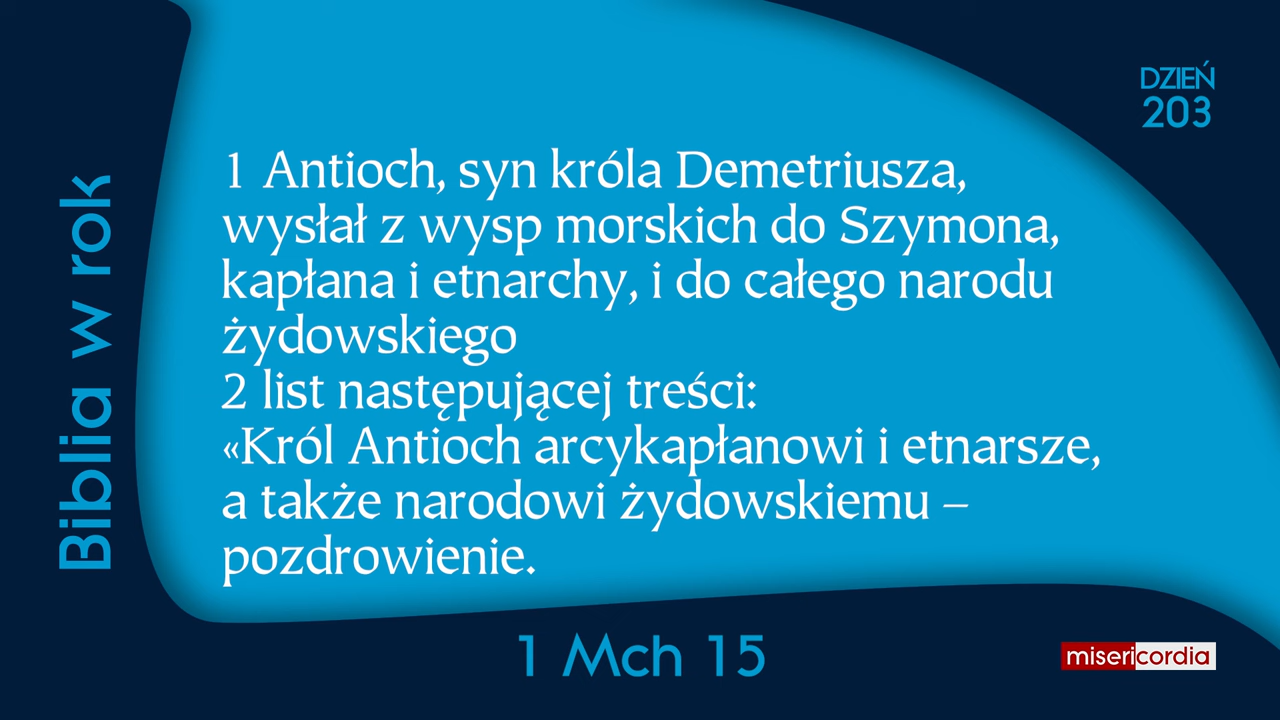 DZIEŃ
203
Biblia w rok
1 Antioch, syn króla Demetriusza,
wysłał z wysp morskich do Szymona,
kapłana i etnarchy, i do całego narodu
żydowskiego
2 list następującej treści:
«Król Antioch arcykapłanowi i etnarsze,
a także narodowi żydowskiemu –
pozdrowienie.
1 Mch 15
misericordia